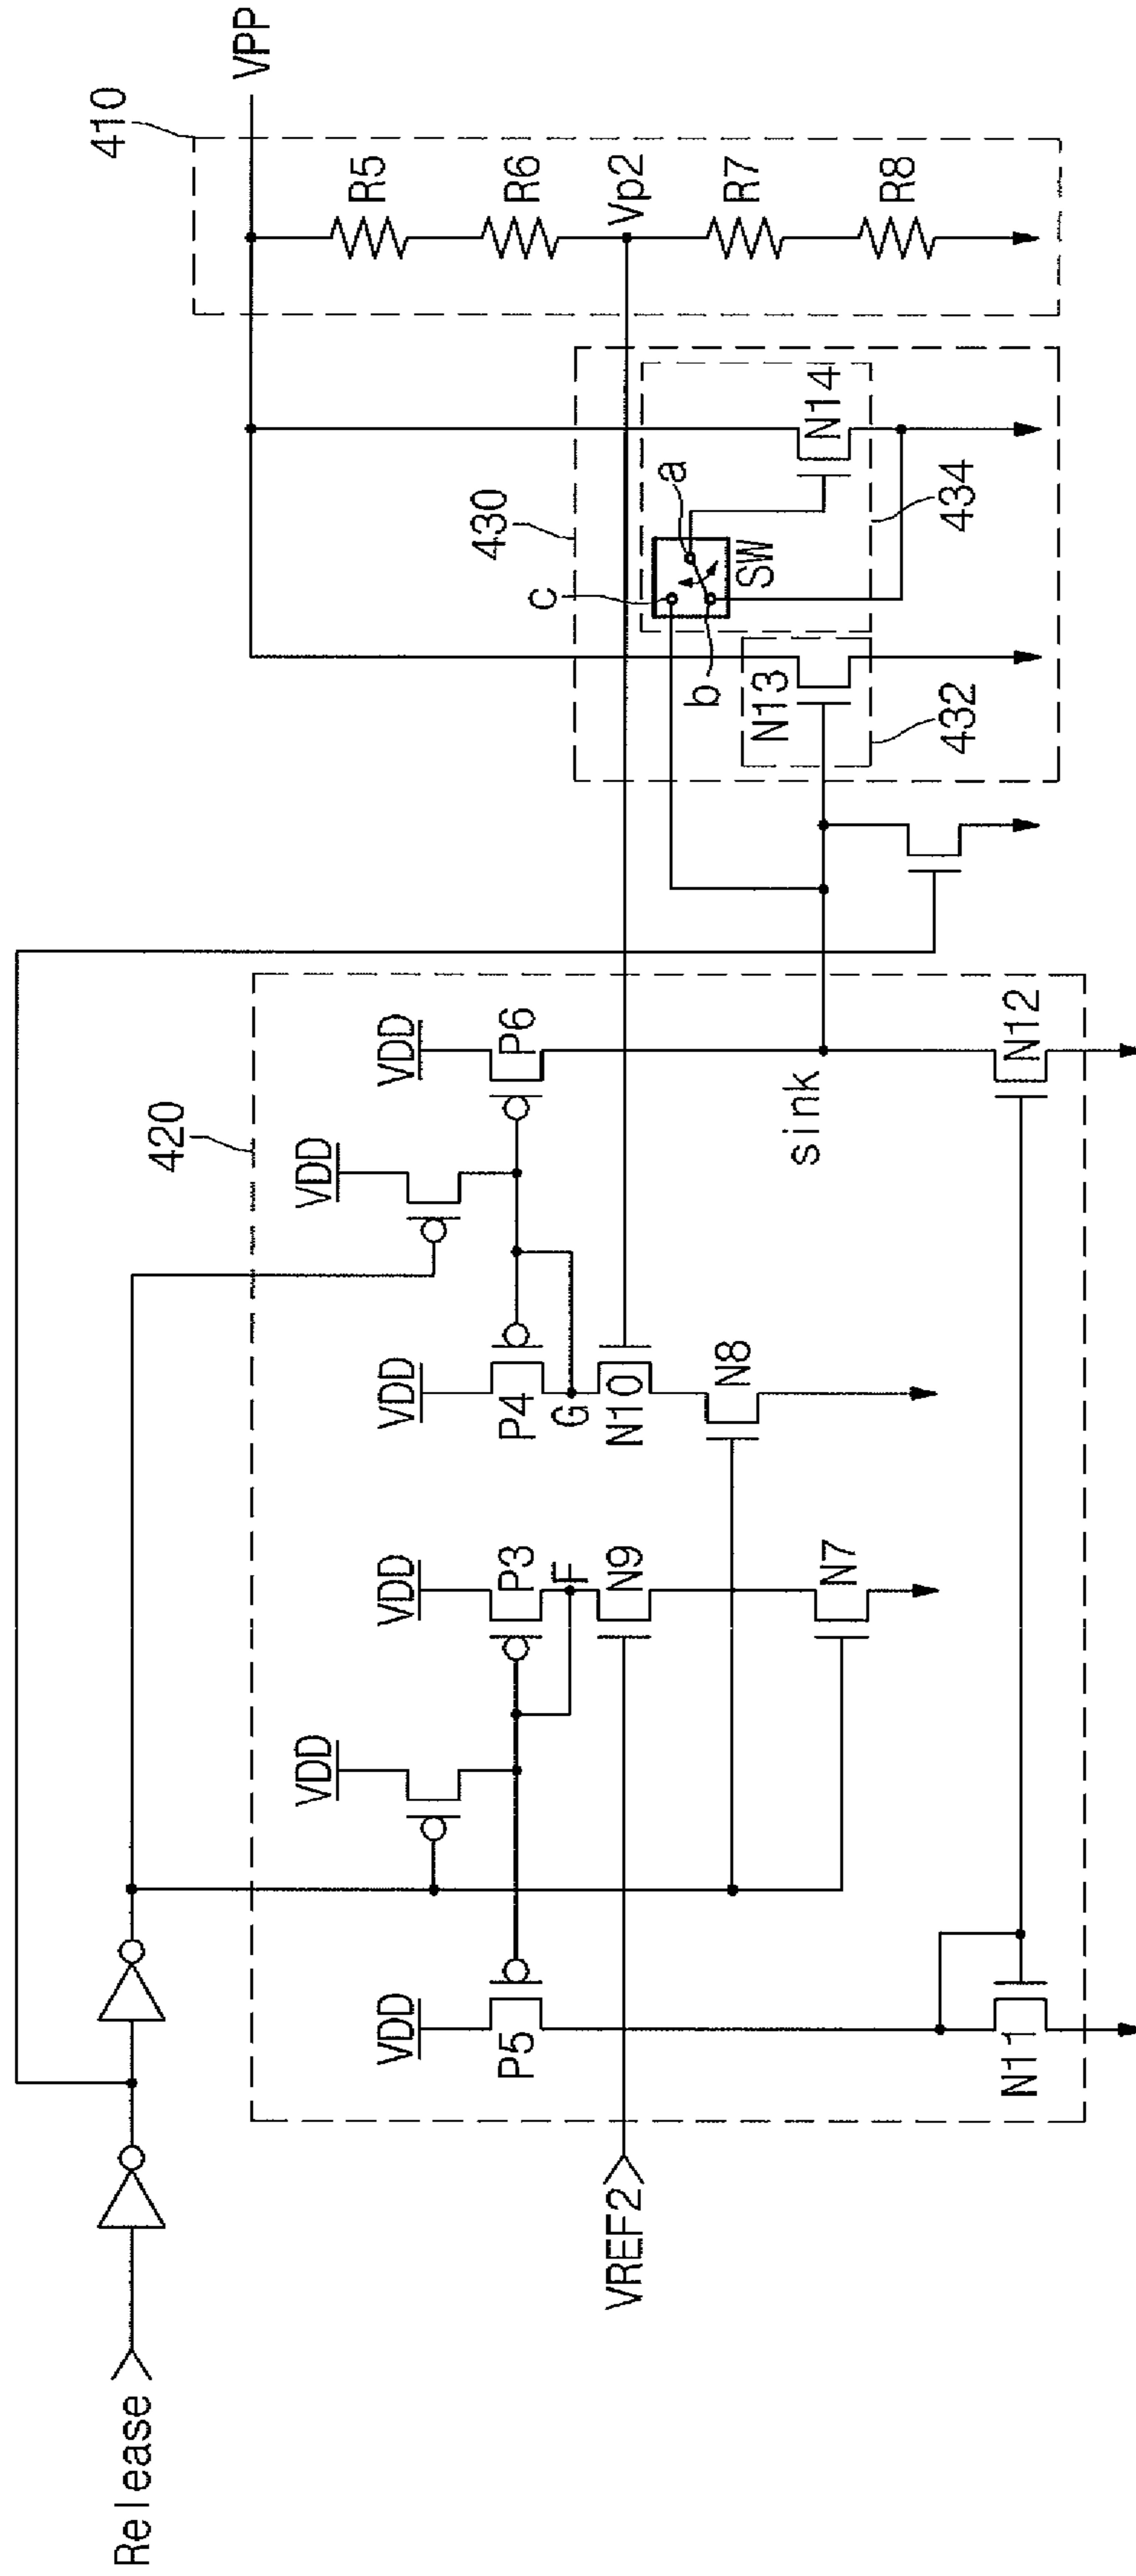 Release
VREF2
420
VDD
P5
N11
VDD
VDD
P3
F
N9
N7
VDD
P4
G
N10
N8
VDD
VDD
P6
sink
N12
430
c
b
a
SW
N13
432
N14
434
410
VPP
R5
R6
Vp2
R7
R8